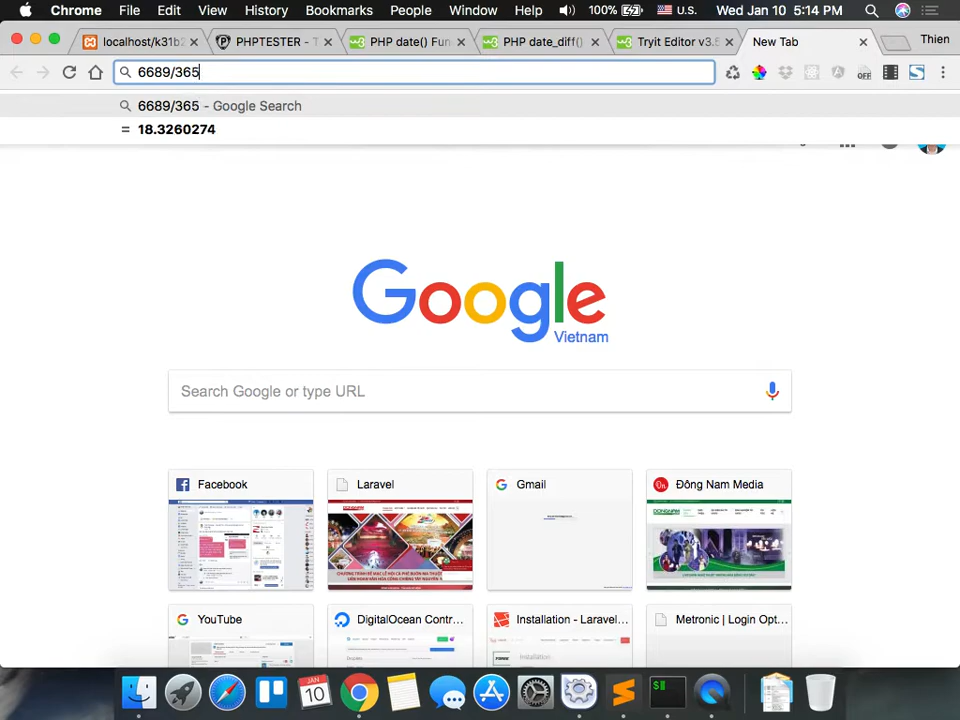 Chrome File Edit View History Bookmarks People Window Help 100% U.S. Wed Jan 10 5:14 PM
localhost/k31b2 PHPTESTER - T PHP date() Fun PHP date_diff() Tryit Editor v3.5 New Tab Thien
6689/365
6689/365 - Google Search
= 18.3260274
Google
Vietnam
Search Google or type URL
Facebook Laravel Gmail Đông Nam Media
YouTube DigitalOcean Contr... Installation - Laravel... Metronic | Login Opt...
JAN
10